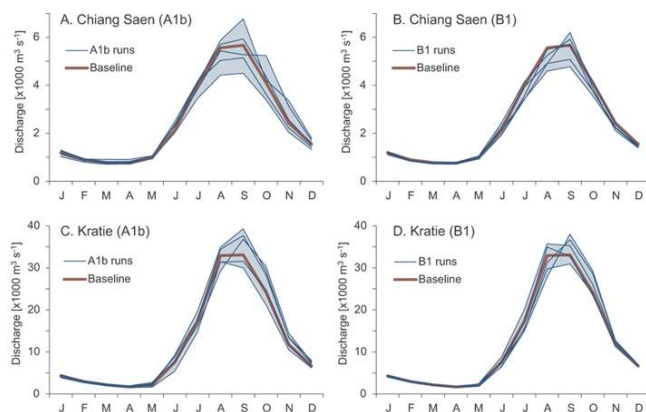 A. Chiang Saen (A1b)
Discharge [x1000 m³ s⁻¹]
6
4
2
0
A1b runs
Baseline
J F M A M J J A S O N D
B. Chiang Saen (B1)
Discharge [x1000 m³ s⁻¹]
6
4
2
0
B1 runs
Baseline
J F M A M J J A S O N D
C. Kratie (A1b)
Discharge [x1000 m³ s⁻¹]
40
30
20
10
0
A1b runs
Baseline
J F M A M J J A S O N D
D. Kratie (B1)
Discharge [x1000 m³ s⁻¹]
40
30
20
10
0
B1 runs
Baseline
J F M A M J J A S O N D